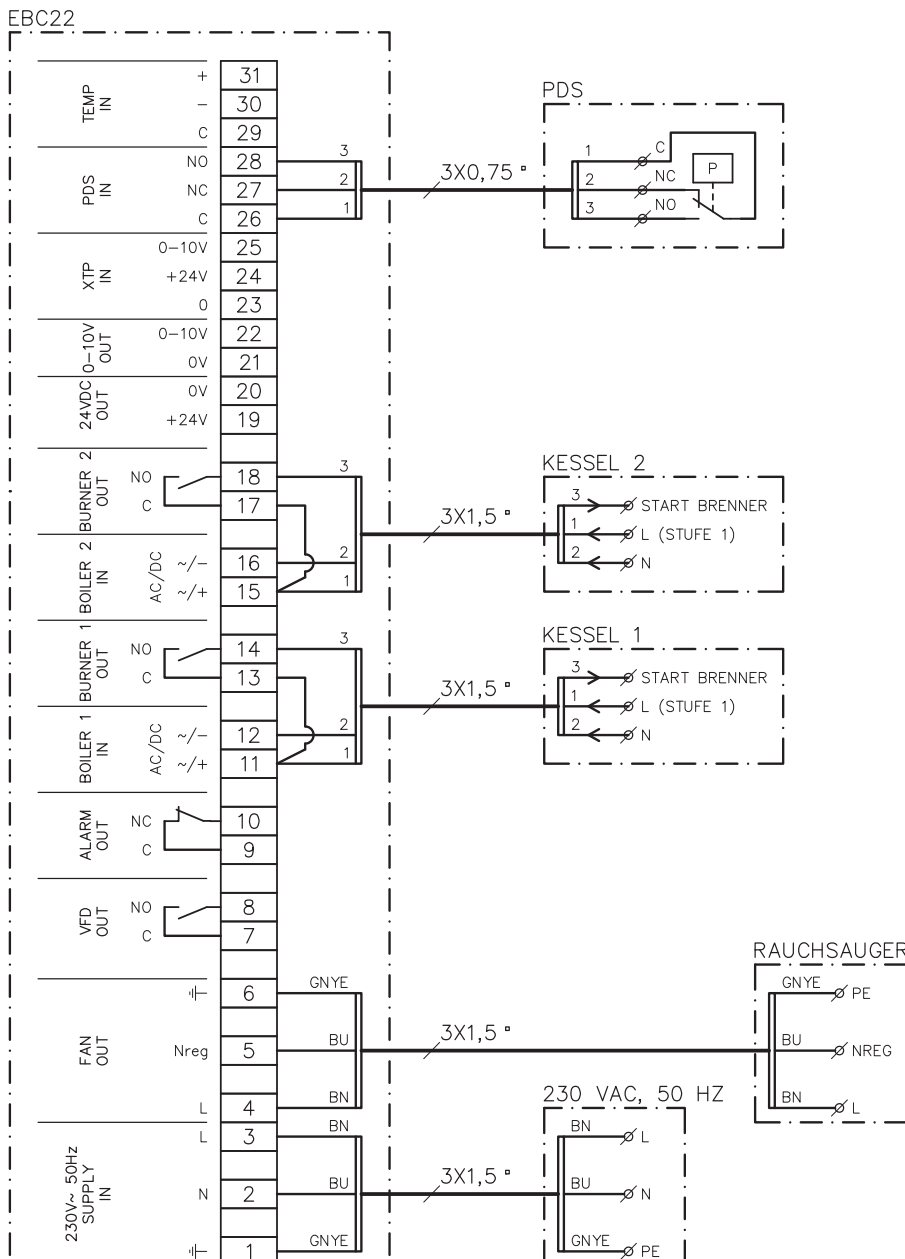 EBC22
TEMP IN
+ 31
− 30
C 29
PDS IN
NO 28 3
NC 27 2
C 26 1
3X0,75 ▫
PDS
1 C
2 NC
3 NO
P
XTP IN
0–10V 25
+24V 24
0 23
0–10V OUT
0–10V 22
0V 21
24VDC OUT
0V 20
+24V 19
BURNER 2 OUT
NO 18 3
C 17
BOILER 2 IN
AC/DC
~/− 16 2
~/+ 15 1
3X1,5 ▫
KESSEL 2
3 START BRENNER
1 L (STUFE 1)
2 N
BURNER 1 OUT
NO 14 3
C 13
BOILER 1 IN
AC/DC
~/− 12 2
~/+ 11 1
3X1,5 ▫
KESSEL 1
3 START BRENNER
1 L (STUFE 1)
2 N
ALARM OUT
NC 10
C 9
VFD OUT
NO 8
C 7
FAN OUT
6 GNYE
Nreg 5 BU
L 4 BN
3X1,5 ▫
RAUCHSAUGER
GNYE PE
BU NREG
BN L
230V~ 50Hz SUPPLY IN
L 3 BN
N 2 BU
1 GNYE
3X1,5 ▫
230 VAC, 50 HZ
BN L
BU N
GNYE PE